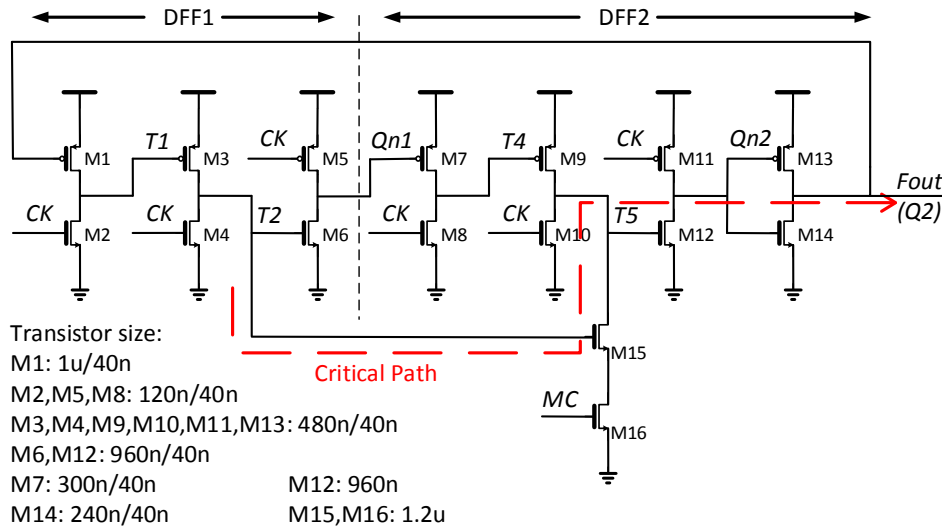 DFF1 DFF2
CK Qn1 CK Qn2
T1 T4
M1 M3 M5 M7 M9 M11 M13
Fout
CK CK T2 CK CK T5 (Q2)
M2 M4 M6 M8 M10 M12 M14
Transistor size:
M15
M1: 1u/40n
Critical Path
M2,M5,M8: 120n/40n
MC
M3,M4,M9,M10,M11,M13: 480n/40n
M16
M6,M12: 960n/40n
M7: 300n/40n M12: 960n
M14: 240n/40n M15,M16: 1.2u